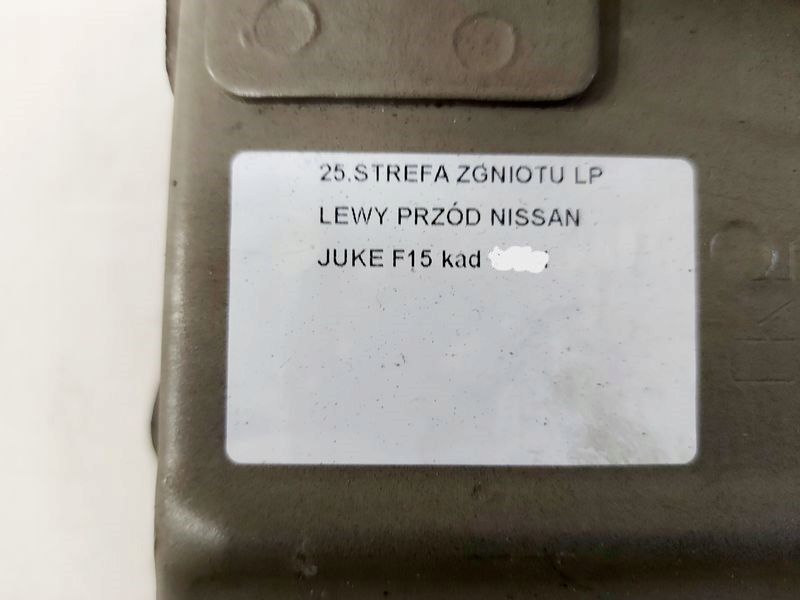 25.STREFA ZGNIOTU LP
LEWY PRZÓD NISSAN
JUKE F15 kad